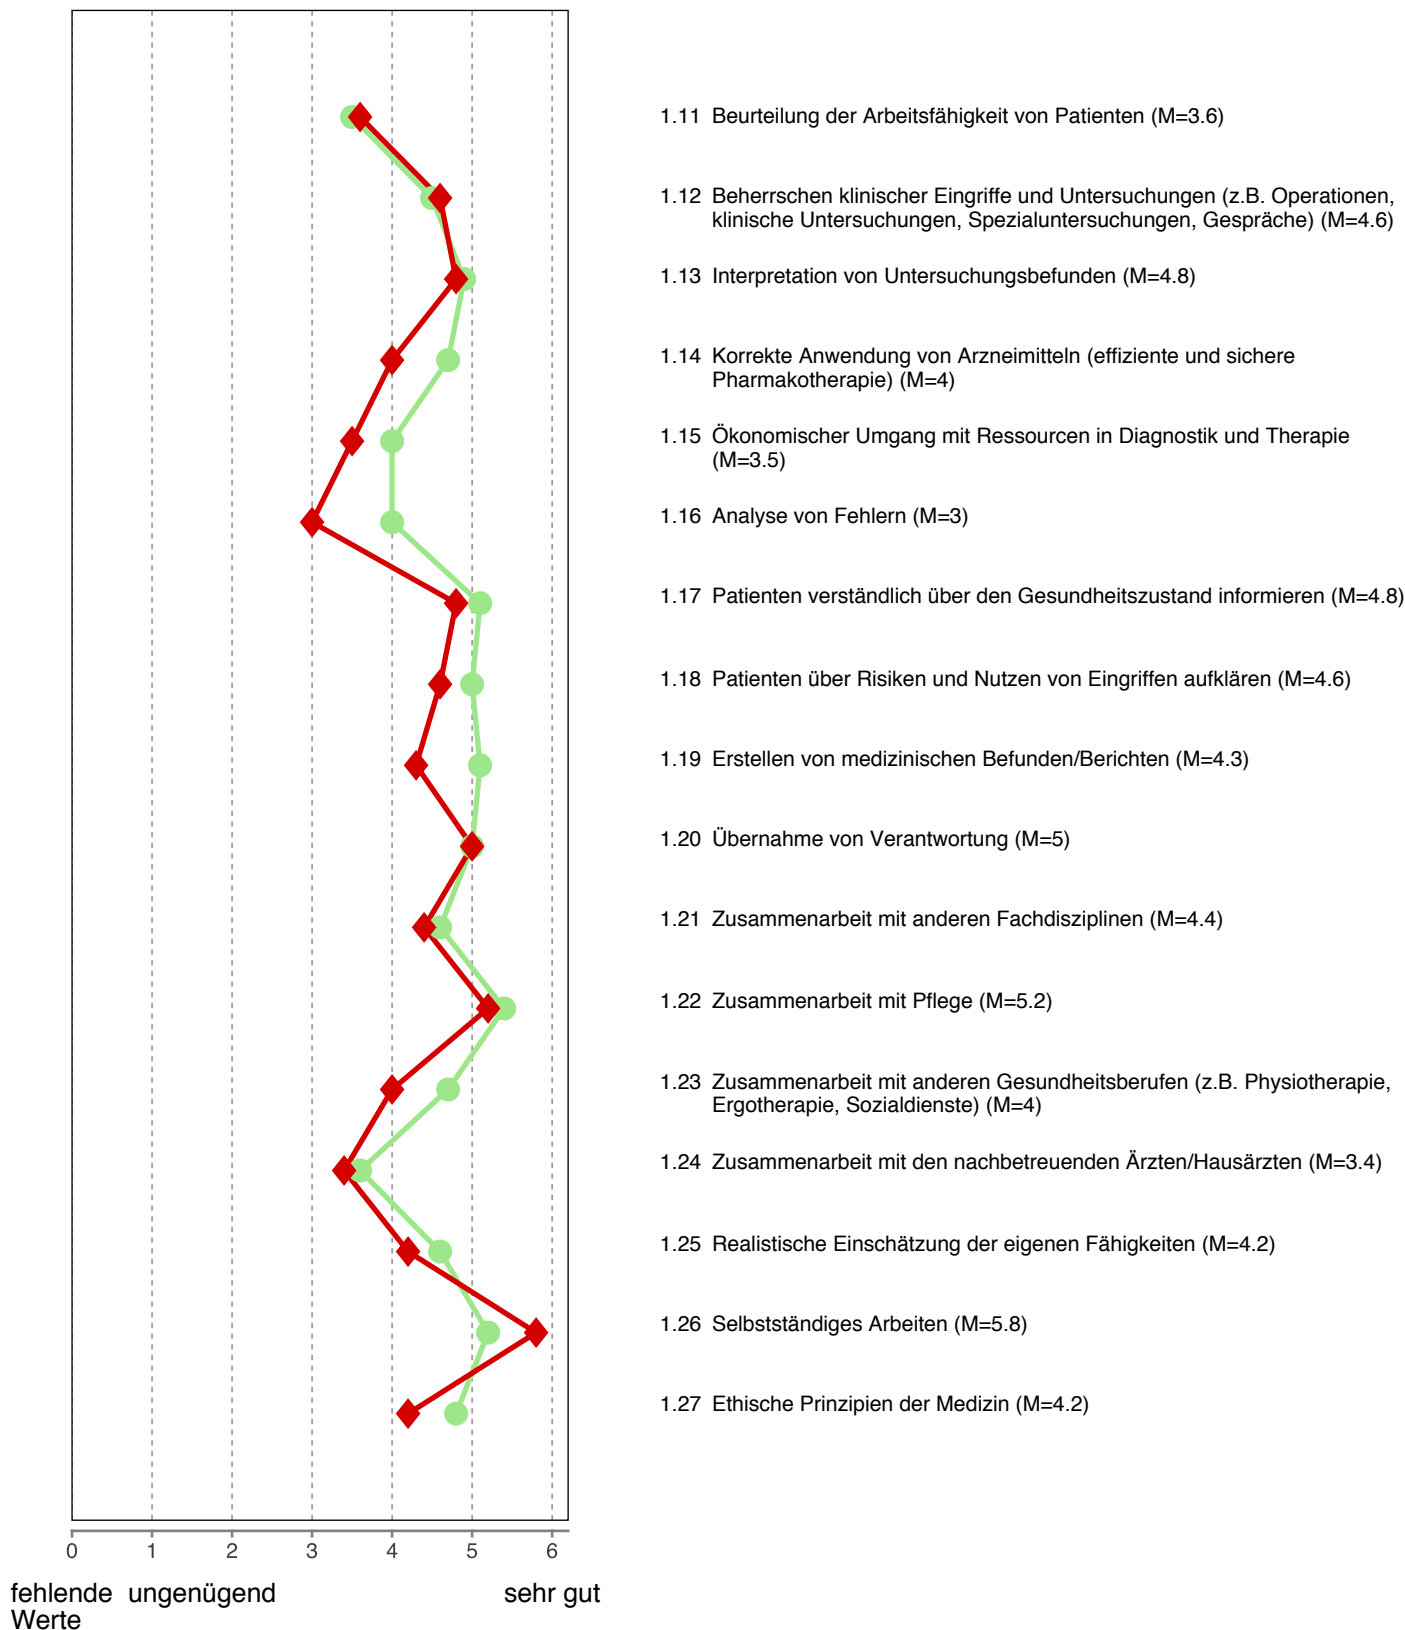 1.11 Beurteilung der Arbeitsfähigkeit von Patienten (M=3.6)
1.12 Beherrschen klinischer Eingriffe und Untersuchungen (z.B. Operationen,
klinische Untersuchungen, Spezialuntersuchungen, Gespräche) (M=4.6)
1.13 Interpretation von Untersuchungsbefunden (M=4.8)
1.14 Korrekte Anwendung von Arzneimitteln (effiziente und sichere
Pharmakotherapie) (M=4)
1.15 Ökonomischer Umgang mit Ressourcen in Diagnostik und Therapie
(M=3.5)
1.16 Analyse von Fehlern (M=3)
1.17 Patienten verständlich über den Gesundheitszustand informieren (M=4.8)
1.18 Patienten über Risiken und Nutzen von Eingriffen aufklären (M=4.6)
1.19 Erstellen von medizinischen Befunden/Berichten (M=4.3)
1.20 Übernahme von Verantwortung (M=5)
1.21 Zusammenarbeit mit anderen Fachdisziplinen (M=4.4)
1.22 Zusammenarbeit mit Pflege (M=5.2)
1.23 Zusammenarbeit mit anderen Gesundheitsberufen (z.B. Physiotherapie,
Ergotherapie, Sozialdienste) (M=4)
1.24 Zusammenarbeit mit den nachbetreuenden Ärzten/Hausärzten (M=3.4)
1.25 Realistische Einschätzung der eigenen Fähigkeiten (M=4.2)
1.26 Selbstständiges Arbeiten (M=5.8)
1.27 Ethische Prinzipien der Medizin (M=4.2)
0 1 2 3 4 5 6
fehlende ungenügend sehr gut
Werte